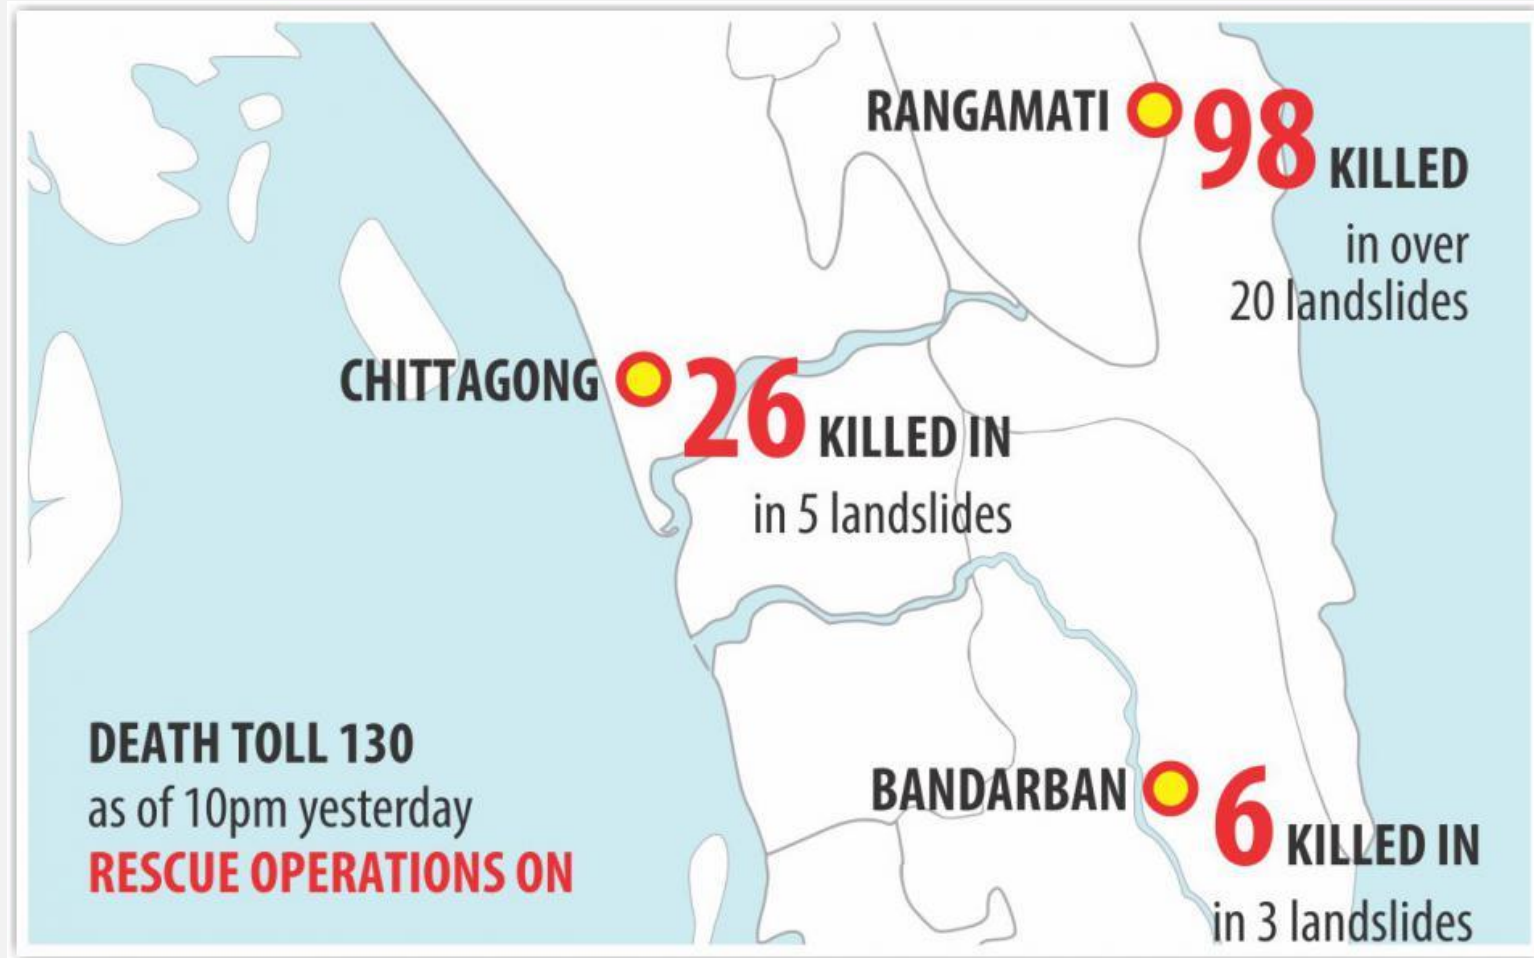 RANGAMATI 98 KILLED
in over
20 landslides
CHITTAGONG 26 KILLED IN
in 5 landslides
DEATH TOLL 130
as of 10pm yesterday
RESCUE OPERATIONS ON
BANDARBAN 6 KILLED IN
in 3 landslides